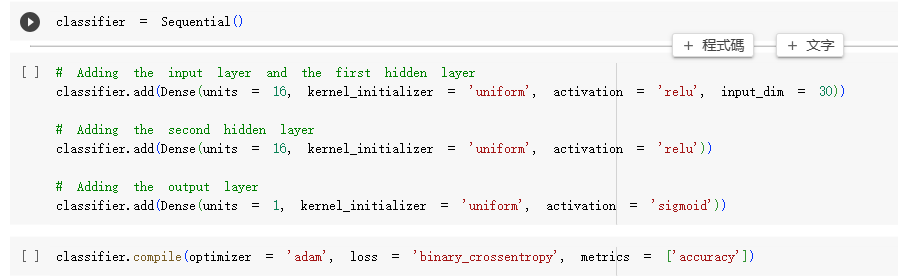 classifier = Sequential()
+ 程式碼 + 文字
[ ] # Adding the input layer and the first hidden layer
classifier.add(Dense(units = 16, kernel_initializer = 'uniform', activation = 'relu', input_dim = 30))
# Adding the second hidden layer
classifier.add(Dense(units = 16, kernel_initializer = 'uniform', activation = 'relu'))
# Adding the output layer
classifier.add(Dense(units = 1, kernel_initializer = 'uniform', activation = 'sigmoid'))
[ ] classifier.compile(optimizer = 'adam', loss = 'binary_crossentropy', metrics = ['accuracy'])